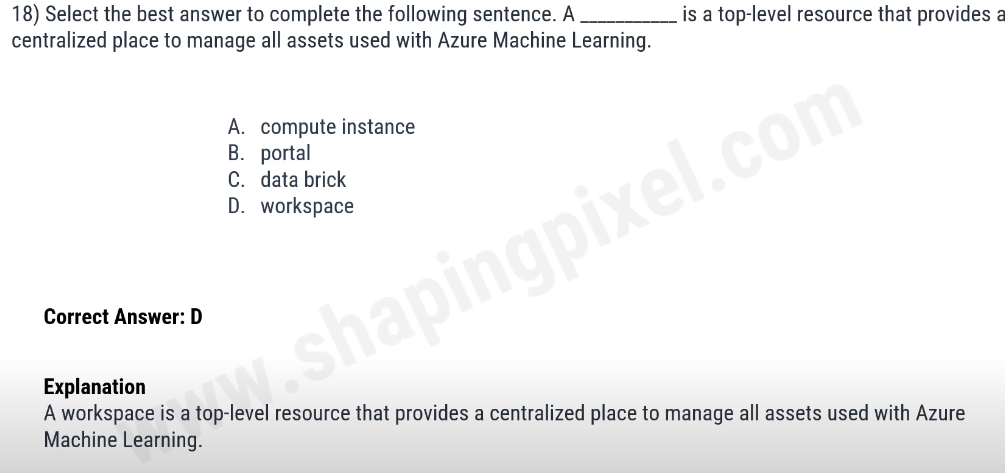 18) Select the best answer to complete the following sentence. A ___________ is a top-level resource that provides a
centralized place to manage all assets used with Azure Machine Learning.
A. compute instance
B. portal
C. data brick
D. workspace
www.shapingpixel.com
Correct Answer: D
Explanation
A workspace is a top-level resource that provides a centralized place to manage all assets used with Azure
Machine Learning.